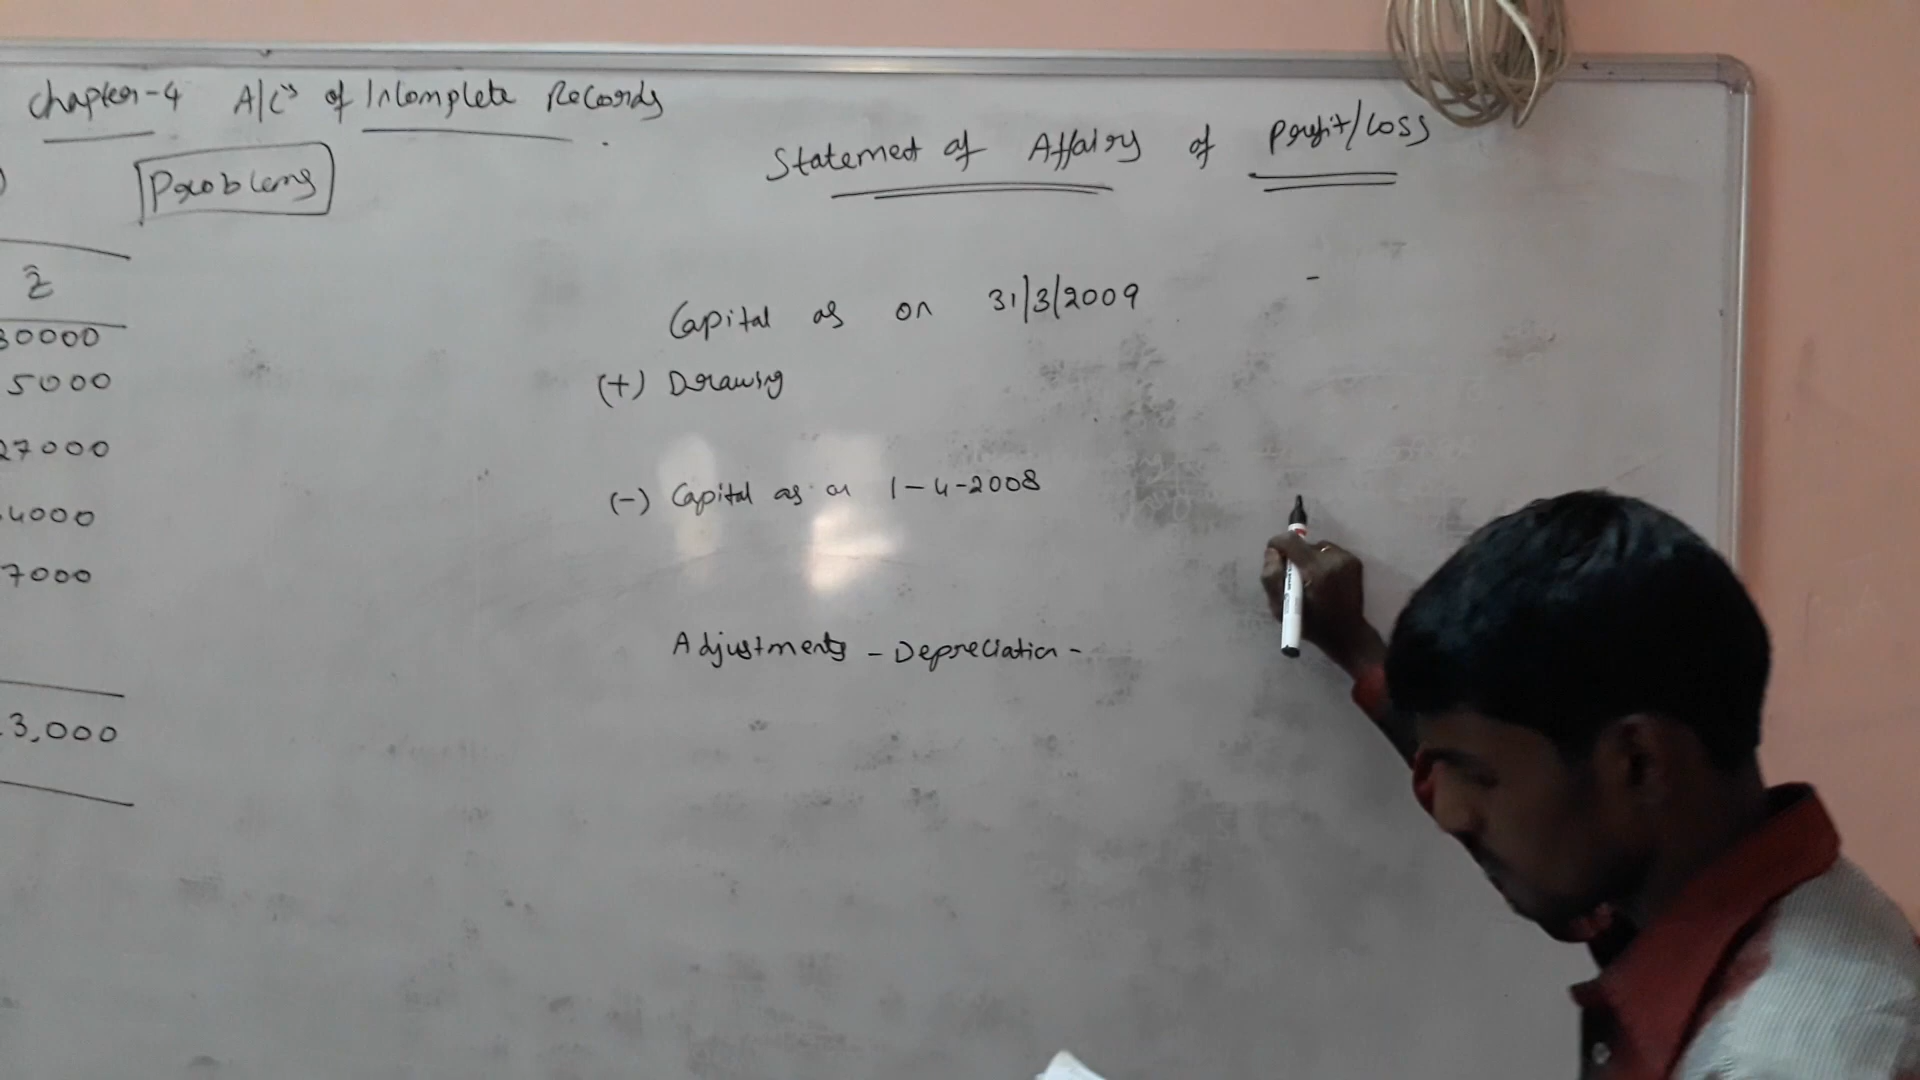 Chapter-4 A/C's of Incomplete Records
Problems
30000
5000
27000
4000
7000
3,000
Statement of Affairs of Profit/Loss
Capital as on 31/3/2009 -
(+) Drawing
(-) Capital as on 1-4-2008
Adjustments - Depreciation -